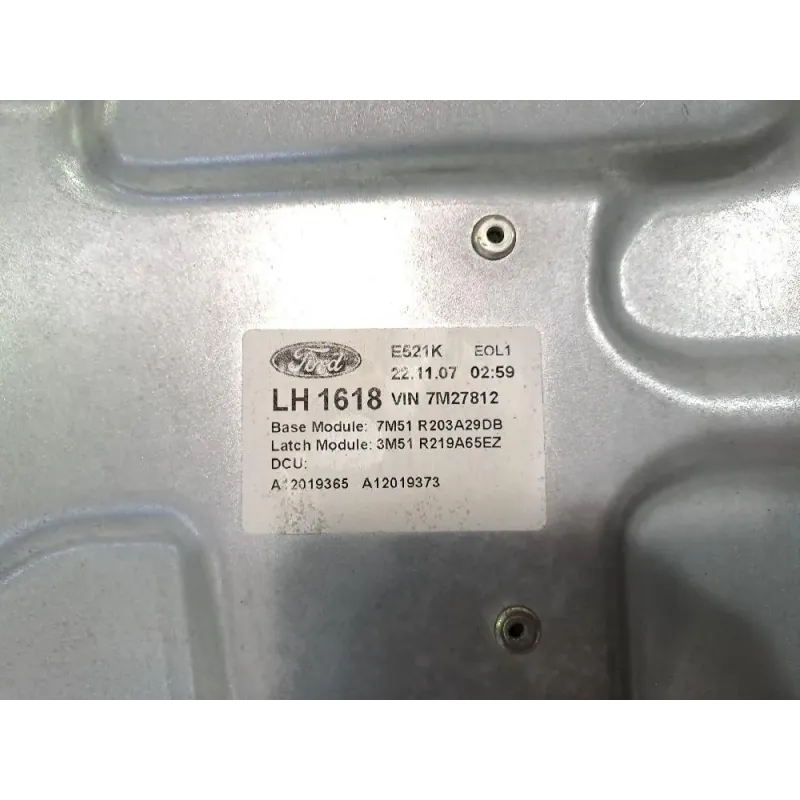 Ford E521K EOL1
22.11.07 02:59
LH 1618 VIN 7M27812
Base Module: 7M51 R203A29DB
Latch Module: 3M51 R219A65EZ
DCU:
A12019365 A12019373